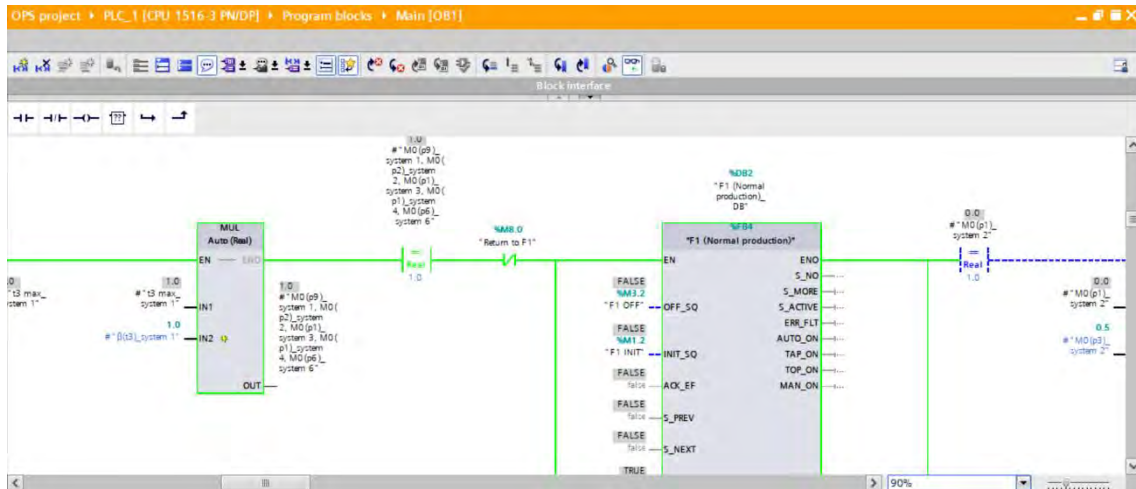 OPS project ▸ PLC_1 [CPU 1516-3 PN/DP] ▸ Program blocks ▸ Main [OB1]
Block interface
1.0
#"M0(p9)_
system 1, M0(
p2)_system
2, M0(p1)_
system 3, M0(
p1)_system
4, M0(p6)_
system 6"
==
Real
1.0
%M8.0
"Return to F1"
%DB2
"F1 (Normal
production)_
DB"
0.0
#"M0(p1)_
system 2"
==
Real
1.0
MUL
Auto (Real)
EN
ENO
IN1
IN2
OUT
.0
"t3 max_
stem 1"
1.0
#"t3 max_
system 1"
1.0
#"β(t3)_system 1"
1.0
#"M0(p9)_
system 1, M0(
p2)_system
2, M0(p1)_
system 3, M0(
p1)_system
4, M0(p6)_
system 6"
%FB4
"F1 (Normal production)"
EN
ENO
S_NO
S_MORE
S_ACTIVE
ERR_FLT
AUTO_ON
TAP_ON
TOP_ON
MAN_ON
FALSE
%M3.2
"F1 OFF"
OFF_SQ
FALSE
%M1.2
"F1 INIT"
INIT_SQ
FALSE
false
ACK_EF
FALSE
false
S_PREV
FALSE
false
S_NEXT
TRUE
0.0
#"M0(p1)_
system 2"
0.5
#"M0(p3)_
system 2"
90%